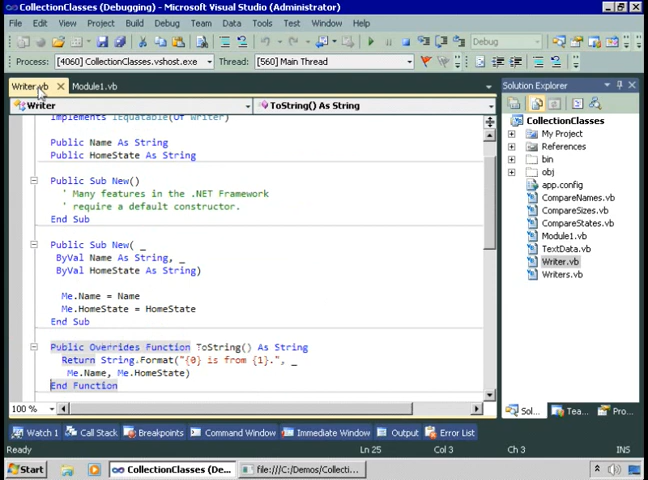 CollectionClasses (Debugging) - Microsoft Visual Studio (Administrator)
File Edit View Project Build Debug Team Data Tools Test Window Help
Debug
Process: [4060] CollectionClasses.vshost.exe Thread: [560] Main Thread
Writer.vb Module1.vb
Writer ToString() As String
Implements IEquatable(Of Writer)
Public Name As String
Public HomeState As String
Public Sub New()
' Many features in the .NET Framework
' require a default constructor.
End Sub
Public Sub New( _
ByVal Name As String, _
ByVal HomeState As String)
Me.Name = Name
Me.HomeState = HomeState
End Sub
Public Overrides Function ToString() As String
Return String.Format("{0} is from {1}.", _
Me.Name, Me.HomeState)
End Function
100 %
Solution Explorer
CollectionClasses
My Project
References
bin
obj
app.config
CompareNames.vb
CompareSizes.vb
CompareStates.vb
Module1.vb
TextData.vb
Writer.vb
Writers.vb
Sol... Tea... Pro...
Watch 1 Call Stack Breakpoints Command Window Immediate Window Output Error List
Ready Ln 25 Col 3 Ch 3 INS
Start CollectionClasses (De... file:///C:/Demos/Collecti...